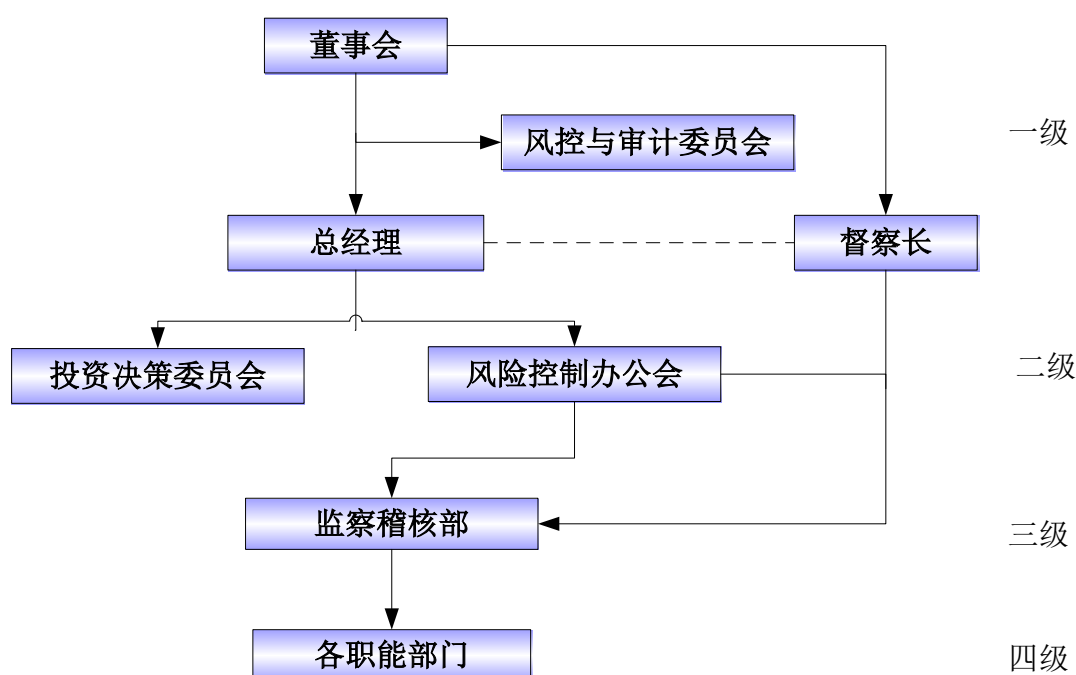 董事会
一级
风控与审计委员会
总经理
督察长
二级
投资决策委员会
风险控制办公会
监察稽核部
三级
各职能部门
四级